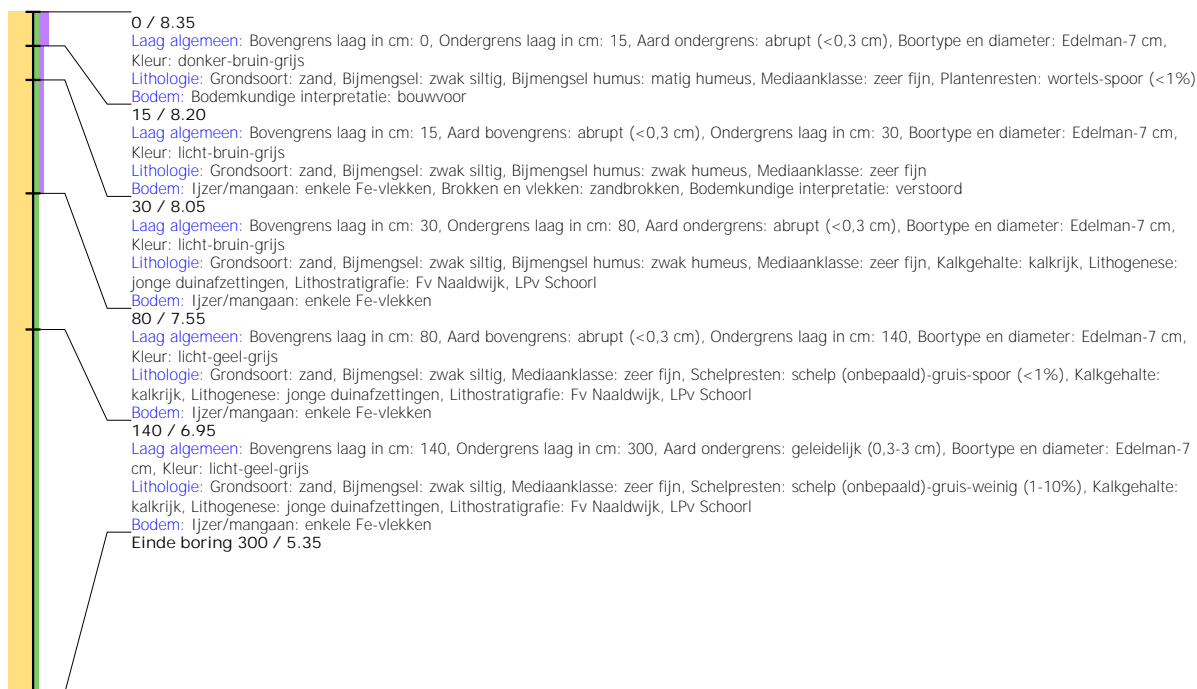 0 / 8.35
Laag algemeen: Bovengrens laag in cm: 0, Ondergrens laag in cm: 15, Aard ondergrens: abrupt (<0,3 cm), Boortype en diameter: Edelman-7 cm,
Kleur: donker-bruin-grijs
Lithologie: Grondsoort: zand, Bijmengsel: zwak siltig, Bijmengsel humus: matig humeus, Mediaanklasse: zeer fijn, Plantenresten: wortels-spoor (<1%)
Bodem: Bodemkundige interpretatie: bouwvoor
15 / 8.20
Laag algemeen: Bovengrens laag in cm: 15, Aard bovengrens: abrupt (<0,3 cm), Ondergrens laag in cm: 30, Boortype en diameter: Edelman-7 cm,
Kleur: licht-bruin-grijs
Lithologie: Grondsoort: zand, Bijmengsel: zwak siltig, Bijmengsel humus: zwak humeus, Mediaanklasse: zeer fijn
Bodem: Ijzer/mangaan: enkele Fe-vlekken, Brokken en vlekken: zandbrokken, Bodemkundige interpretatie: verstoord
30 / 8.05
Laag algemeen: Bovengrens laag in cm: 30, Ondergrens laag in cm: 80, Aard ondergrens: abrupt (<0,3 cm), Boortype en diameter: Edelman-7 cm,
Kleur: licht-bruin-grijs
Lithologie: Grondsoort: zand, Bijmengsel: zwak siltig, Bijmengsel humus: zwak humeus, Mediaanklasse: zeer fijn, Kalkgehalte: kalkrijk, Lithogenese:
jonge duinafzettingen, Lithostratigrafie: Fv Naaldwijk, LPv Schoorl
Bodem: Ijzer/mangaan: enkele Fe-vlekken
80 / 7.55
Laag algemeen: Bovengrens laag in cm: 80, Aard bovengrens: abrupt (<0,3 cm), Ondergrens laag in cm: 140, Boortype en diameter: Edelman-7 cm,
Kleur: licht-geel-grijs
Lithologie: Grondsoort: zand, Bijmengsel: zwak siltig, Mediaanklasse: zeer fijn, Schelpresten: schelp (onbepaald)-gruis-spoor (<1%), Kalkgehalte:
kalkrijk, Lithogenese: jonge duinafzettingen, Lithostratigrafie: Fv Naaldwijk, LPv Schoorl
Bodem: Ijzer/mangaan: enkele Fe-vlekken
140 / 6.95
Laag algemeen: Bovengrens laag in cm: 140, Ondergrens laag in cm: 300, Aard ondergrens: geleidelijk (0,3-3 cm), Boortype en diameter: Edelman-7
cm, Kleur: licht-geel-grijs
Lithologie: Grondsoort: zand, Bijmengsel: zwak siltig, Mediaanklasse: zeer fijn, Schelpresten: schelp (onbepaald)-gruis-weinig (1-10%), Kalkgehalte:
kalkrijk, Lithogenese: jonge duinafzettingen, Lithostratigrafie: Fv Naaldwijk, LPv Schoorl
Bodem: Ijzer/mangaan: enkele Fe-vlekken
Einde boring 300 / 5.35